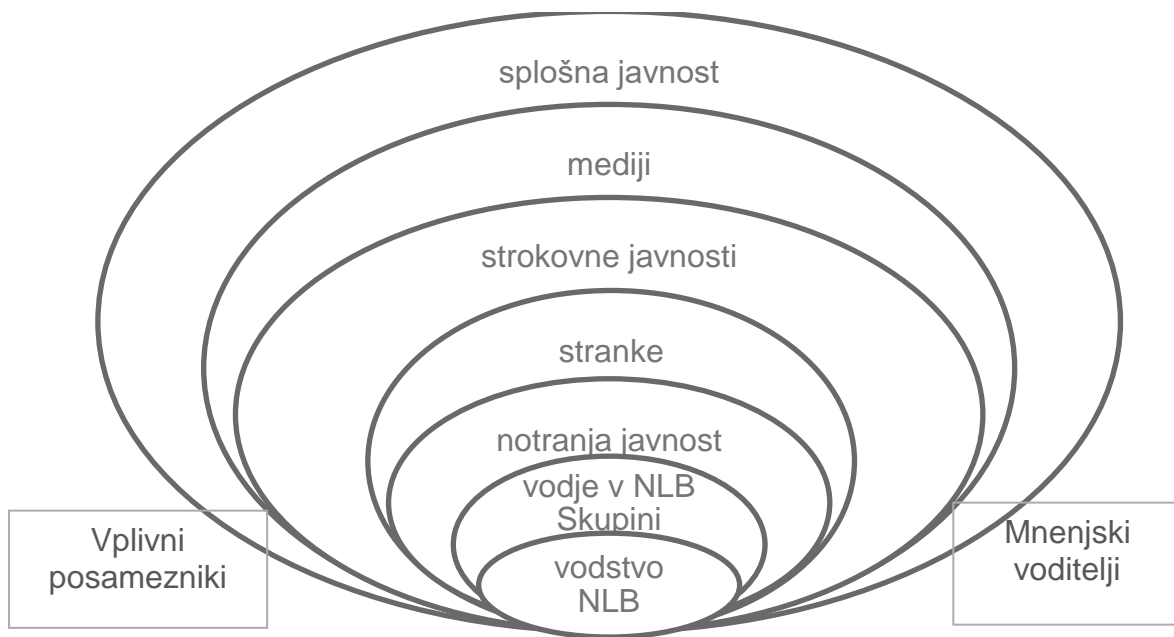 splošna javnost
mediji
strokovne javnosti
stranke
notranja javnost
vodje v NLB
Skupini
vodstvo
NLB
Vplivni
posamezniki
Mnenjski
voditelji